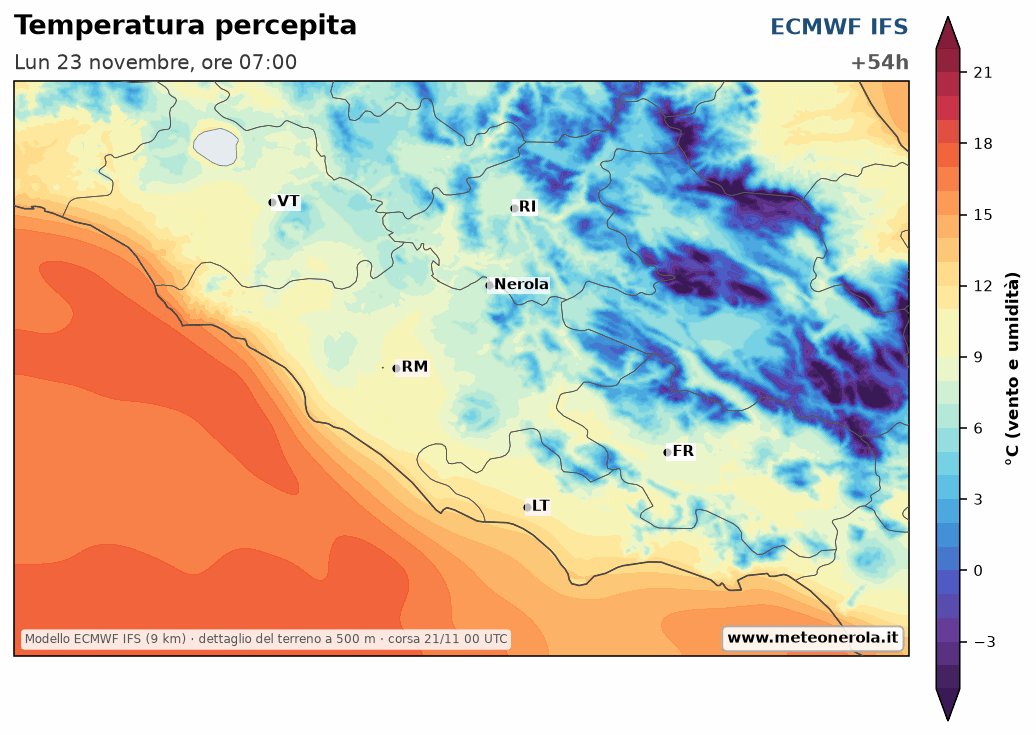 Temperatura percepita
ECMWF IFS
Lun 23 novembre, ore 07:00
+54h
VT
RI
Nerola
RM
FR
LT
Modello ECMWF IFS (9 km) · dettaglio del terreno a 500 m · corsa 21/11 00 UTC
www.meteonerola.it
21
18
15
12
9
6
3
0
−3
°C (vento e umidità)